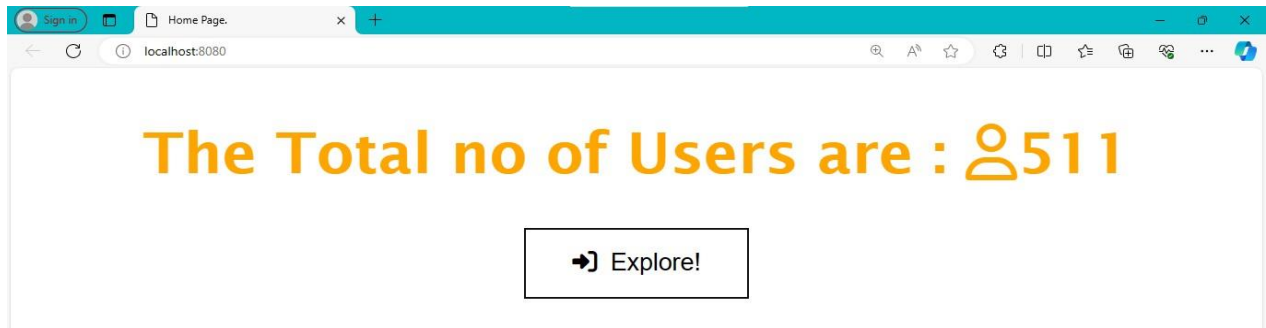 Sign in Home Page.
localhost:8080
The Total no of Users are : 511
Explore!